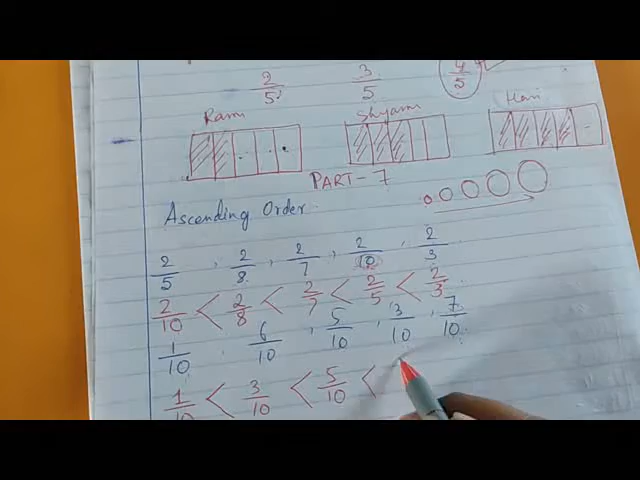 2/5 3/5 4/5
Ram Shyam Hari
PART-7
Ascending Order.
2/5 , 2/8 , 2/7 , 2/10 , 2/3
2/10 < 2/8 < 2/7 < 2/5 < 2/3
1/10 , 6/10 , 5/10 , 3/10 , 7/10
1/10 < 3/10 < 5/10 <